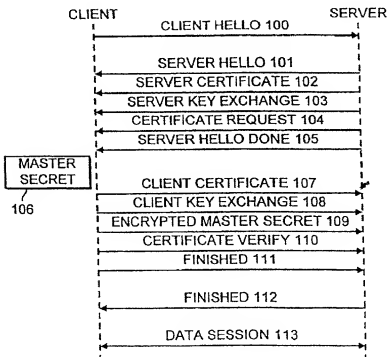 CLIENT
SERVER
CLIENT HELLO 100
SERVER HELLO 101
SERVER CERTIFICATE 102
SERVER KEY EXCHANGE 103
CERTIFICATE REQUEST 104
SERVER HELLO DONE 105
MASTER
SECRET
106
CLIENT CERTIFICATE 107
CLIENT KEY EXCHANGE 108
ENCRYPTED MASTER SECRET 109
CERTIFICATE VERIFY 110
FINISHED 111
FINISHED 112
DATA SESSION 113